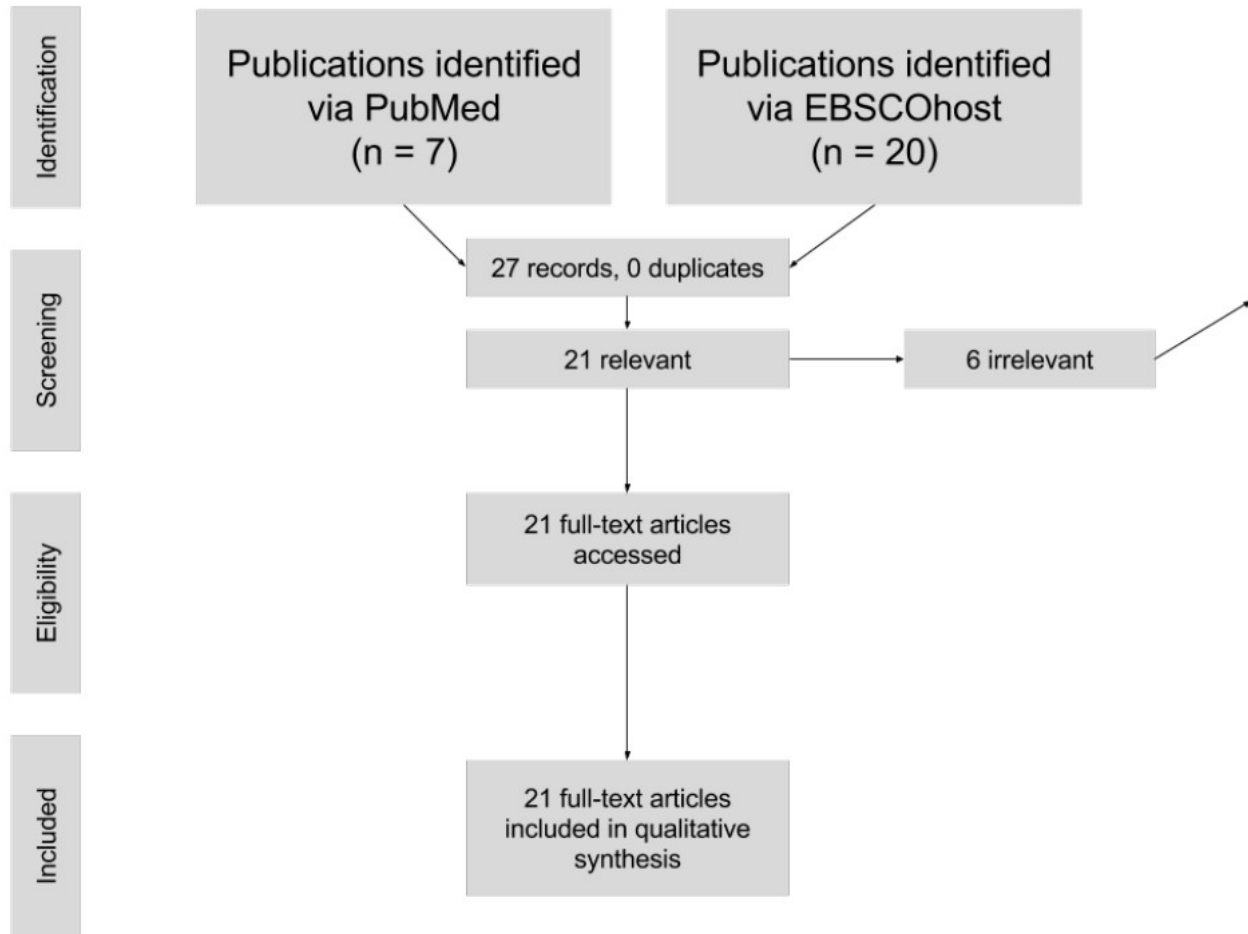 Identification
Publications identified
via PubMed
(n = 7)
Publications identified
via EBSCOhost
(n = 20)
Screening
27 records, 0 duplicates
21 relevant
6 irrelevant
Eligibility
21 full-text articles
accessed
Included
21 full-text articles
included in qualitative
synthesis